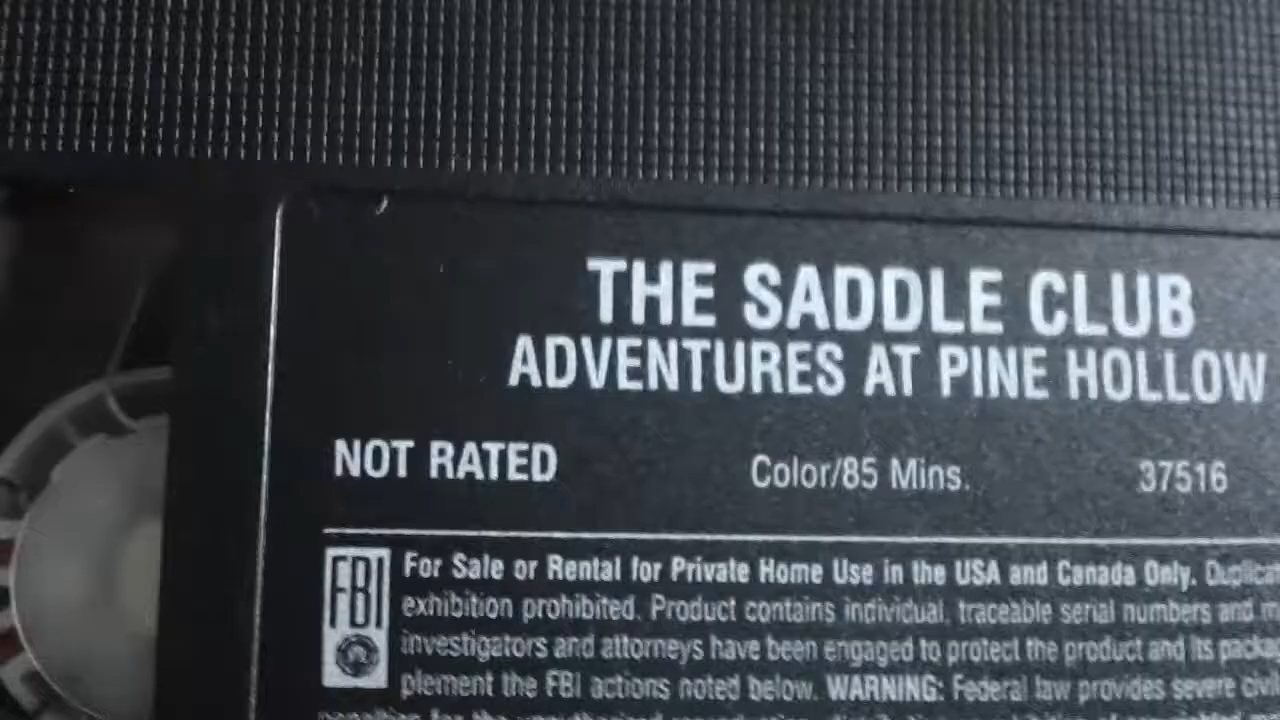 THE SADDLE CLUB
ADVENTURES AT PINE HOLLOW
NOT RATED Color/85 Mins. 37516
FBI For Sale or Rental for Private Home Use in the USA and Canada Only.
exhibition prohibited. Product contains individual, traceable serial numbers and
investigators and attorneys have been engaged to protect the product and its
plement the FBI actions noted below. WARNING: Federal law provides severe civil